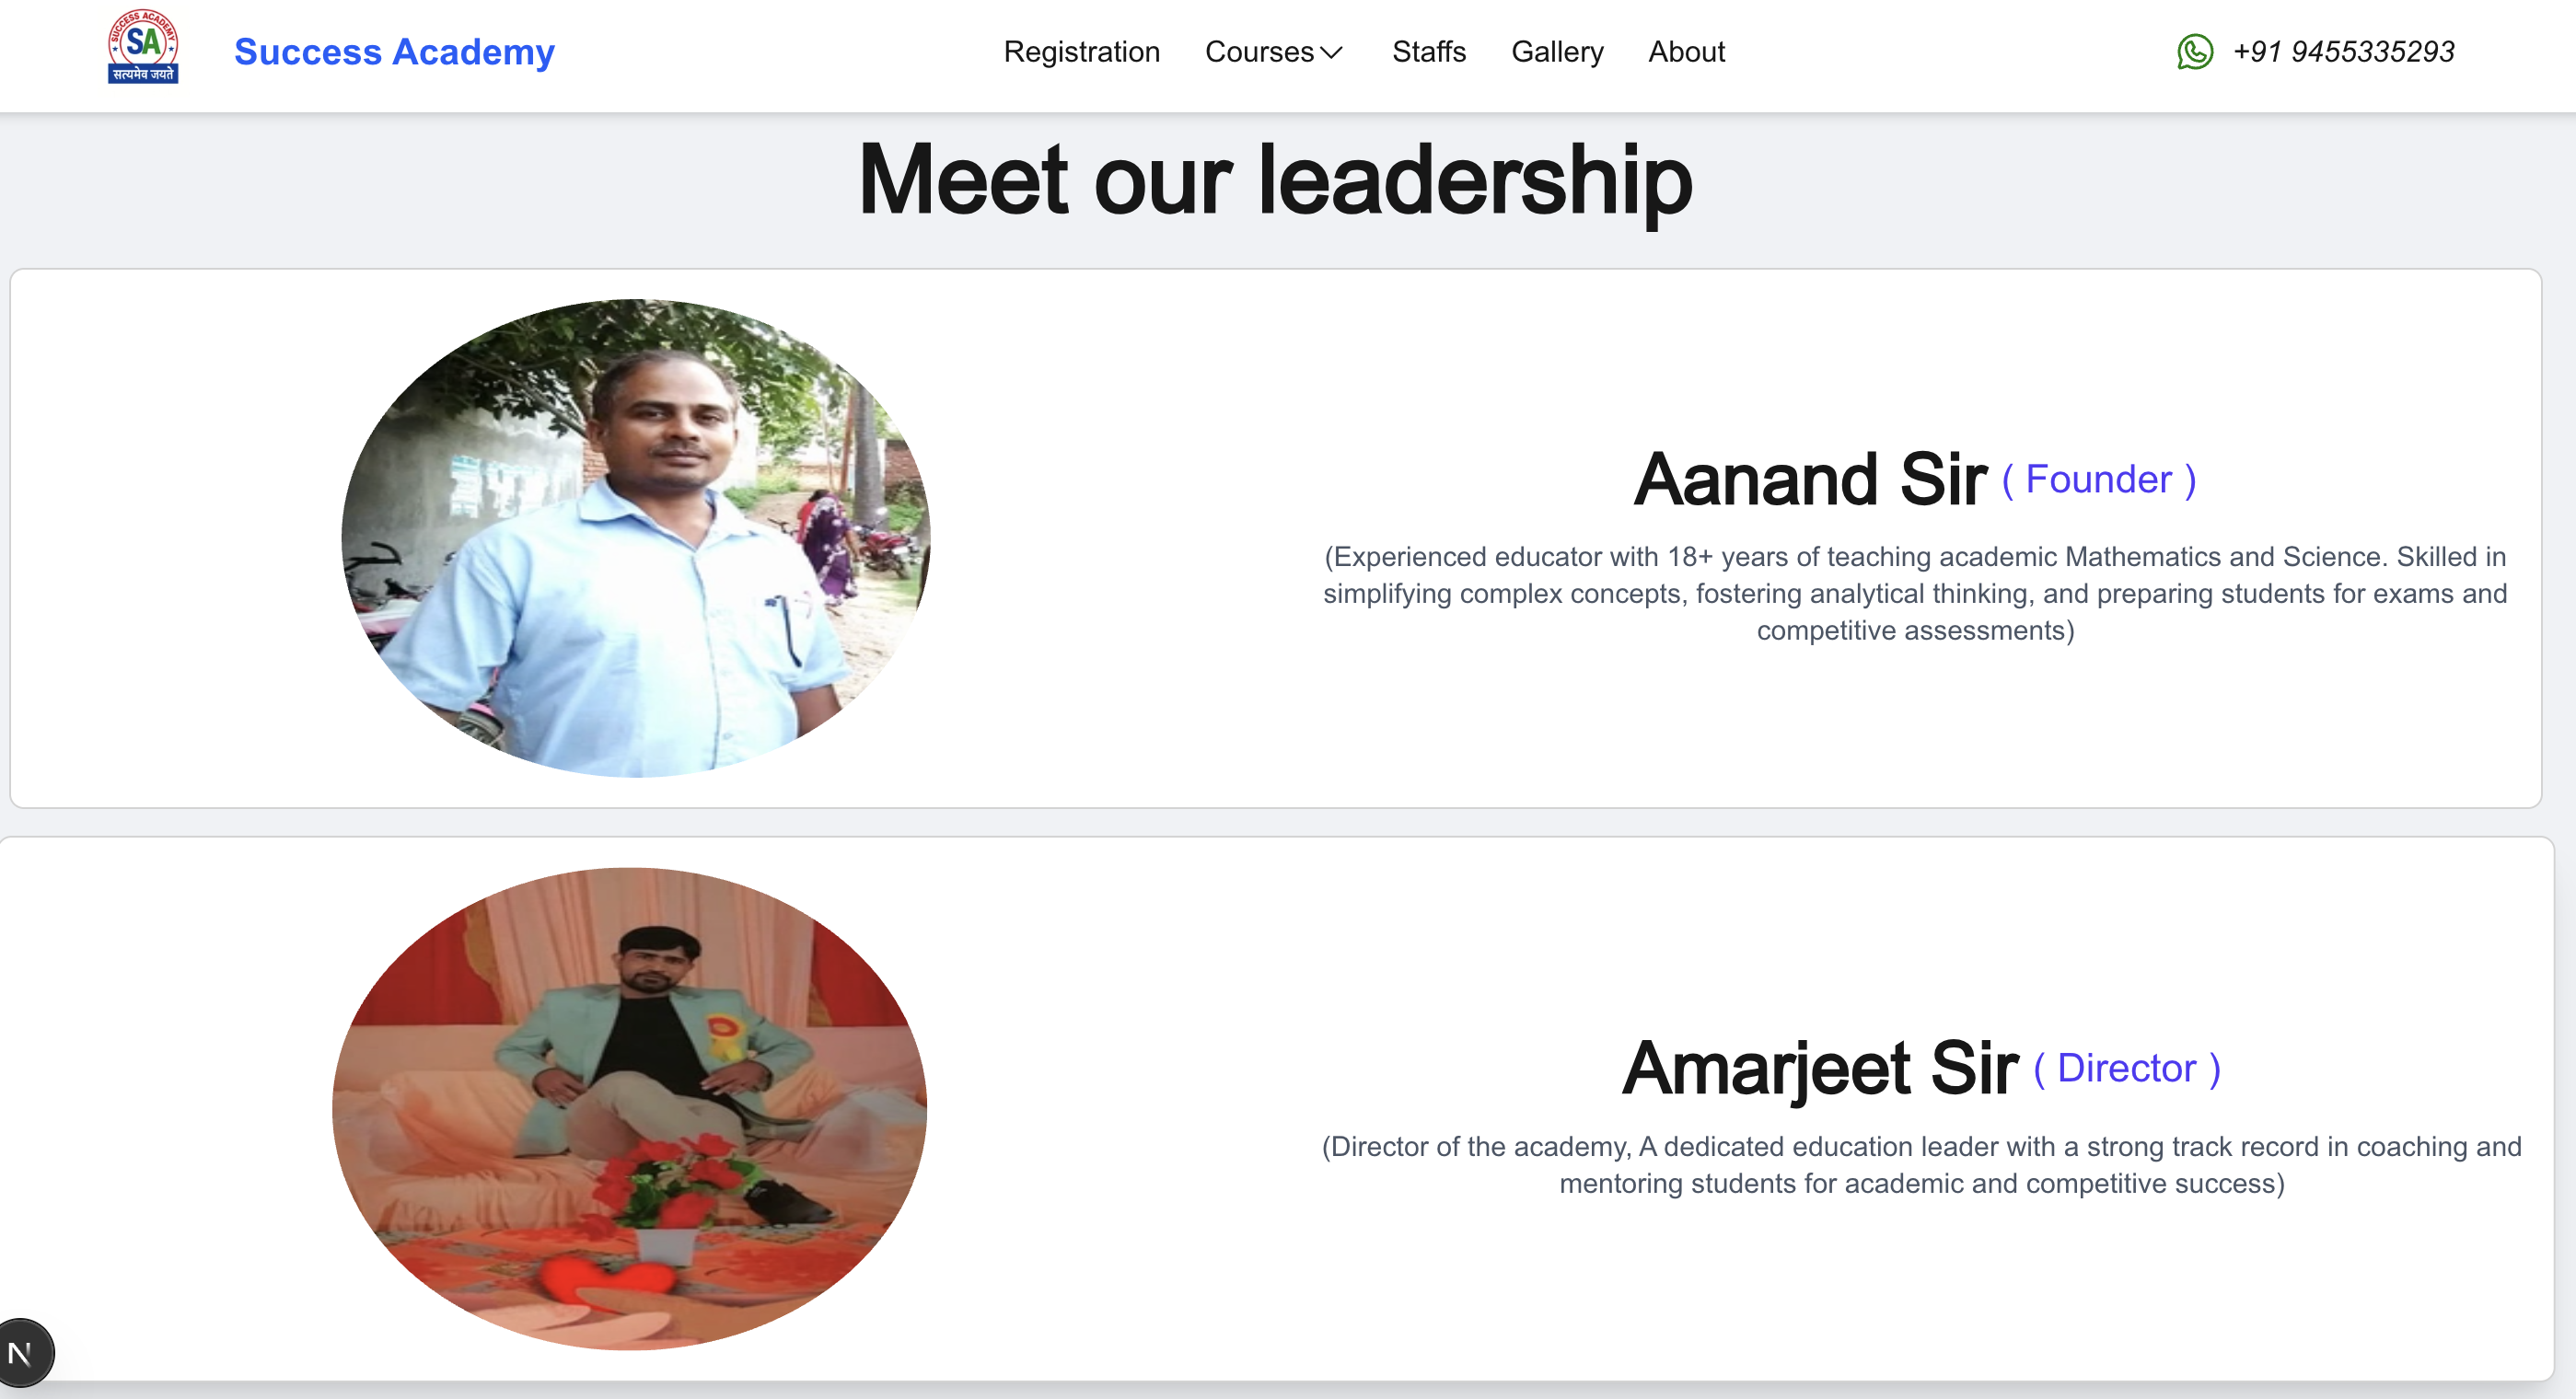 SUCCESS ACADEMY
SA
सत्यमेव जयते
Success Academy
Registration Courses Staffs Gallery About
+91 9455335293
Meet our leadership
Aanand Sir ( Founder )
(Experienced educator with 18+ years of teaching academic Mathematics and Science. Skilled in
simplifying complex concepts, fostering analytical thinking, and preparing students for exams and
competitive assessments)
Amarjeet Sir ( Director )
(Director of the academy, A dedicated education leader with a strong track record in coaching and
mentoring students for academic and competitive success)
N